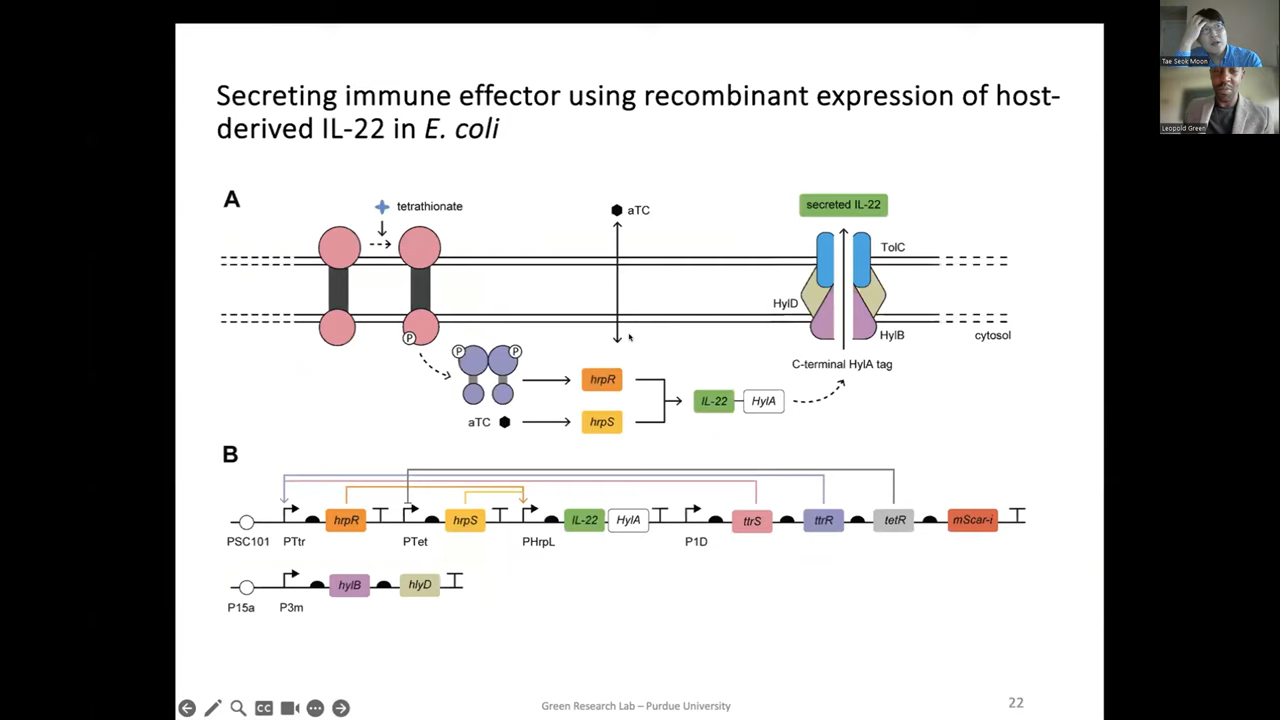 Tae Seok Moon
Leopold Green
Secreting immune effector using recombinant expression of host-
derived IL-22 in E. coli
A
tetrathionate
aTC
secreted IL-22
TolC
HylD
HylB
cytosol
P
C-terminal HylA tag
P
P
hrpR
IL-22
HylA
aTC
hrpS
B
hrpR
hrpS
IL-22
HylA
ttrS
ttrR
tetR
mScar-i
PSC101
PTtr
PTet
PHrpL
P1D
hylB
hlyD
P15a
P3m
CC
Green Research Lab – Purdue University
22